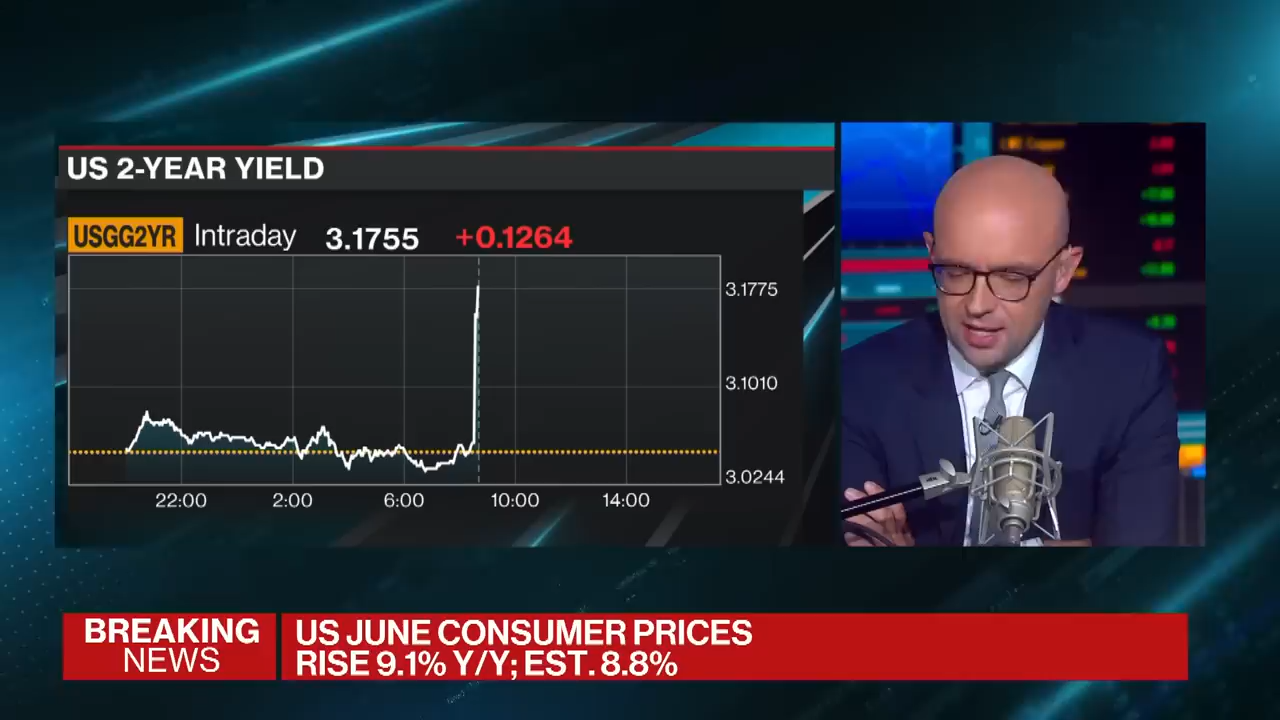 US 2-YEAR YIELD
USGG2YR Intraday 3.1755 +0.1264
3.1775
3.1010
3.0244
22:00 2:00 6:00 10:00 14:00
BREAKING
NEWS
US JUNE CONSUMER PRICES
RISE 9.1% Y/Y; EST. 8.8%